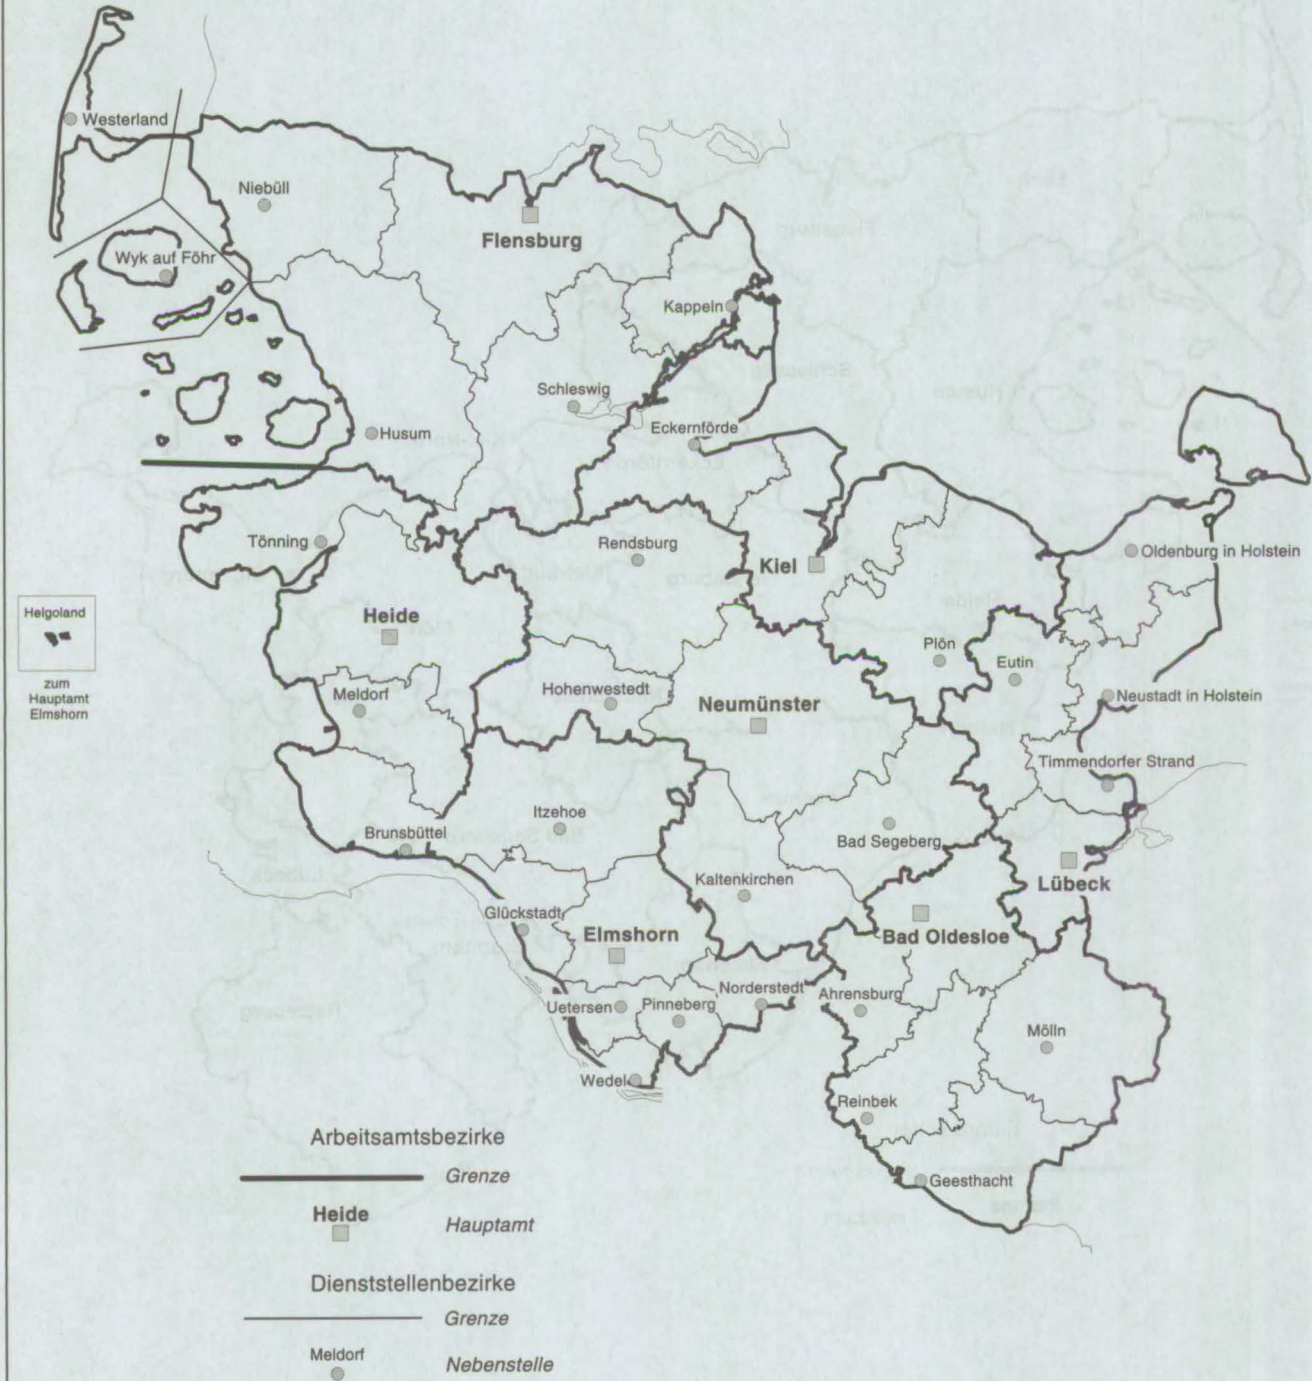 Westerland
Niebüll
Flensburg
Wyk auf Föhr
Kappeln
Schleswig
Eckernförde
Husum
Tönning
Rendsburg
Kiel
Oldenburg in Holstein
Helgoland
zum
Hauptamt
Elmshorn
Heide
Plön
Eutin
Meldorf
Hohenwestedt
Neumünster
Neustadt in Holstein
Timmendorfer Strand
Itzehoe
Brunsbüttel
Bad Segeberg
Kaltenkirchen
Lübeck
Glückstadt
Elmshorn
Bad Oldesloe
Uetersen
Pinneberg
Norderstedt
Ahrensburg
Mölln
Wedel
Reinbek
Geesthacht
Arbeitsamtsbezirke
Grenze
Heide
Hauptamt
Dienststellenbezirke
Grenze
Meldorf
Nebenstelle